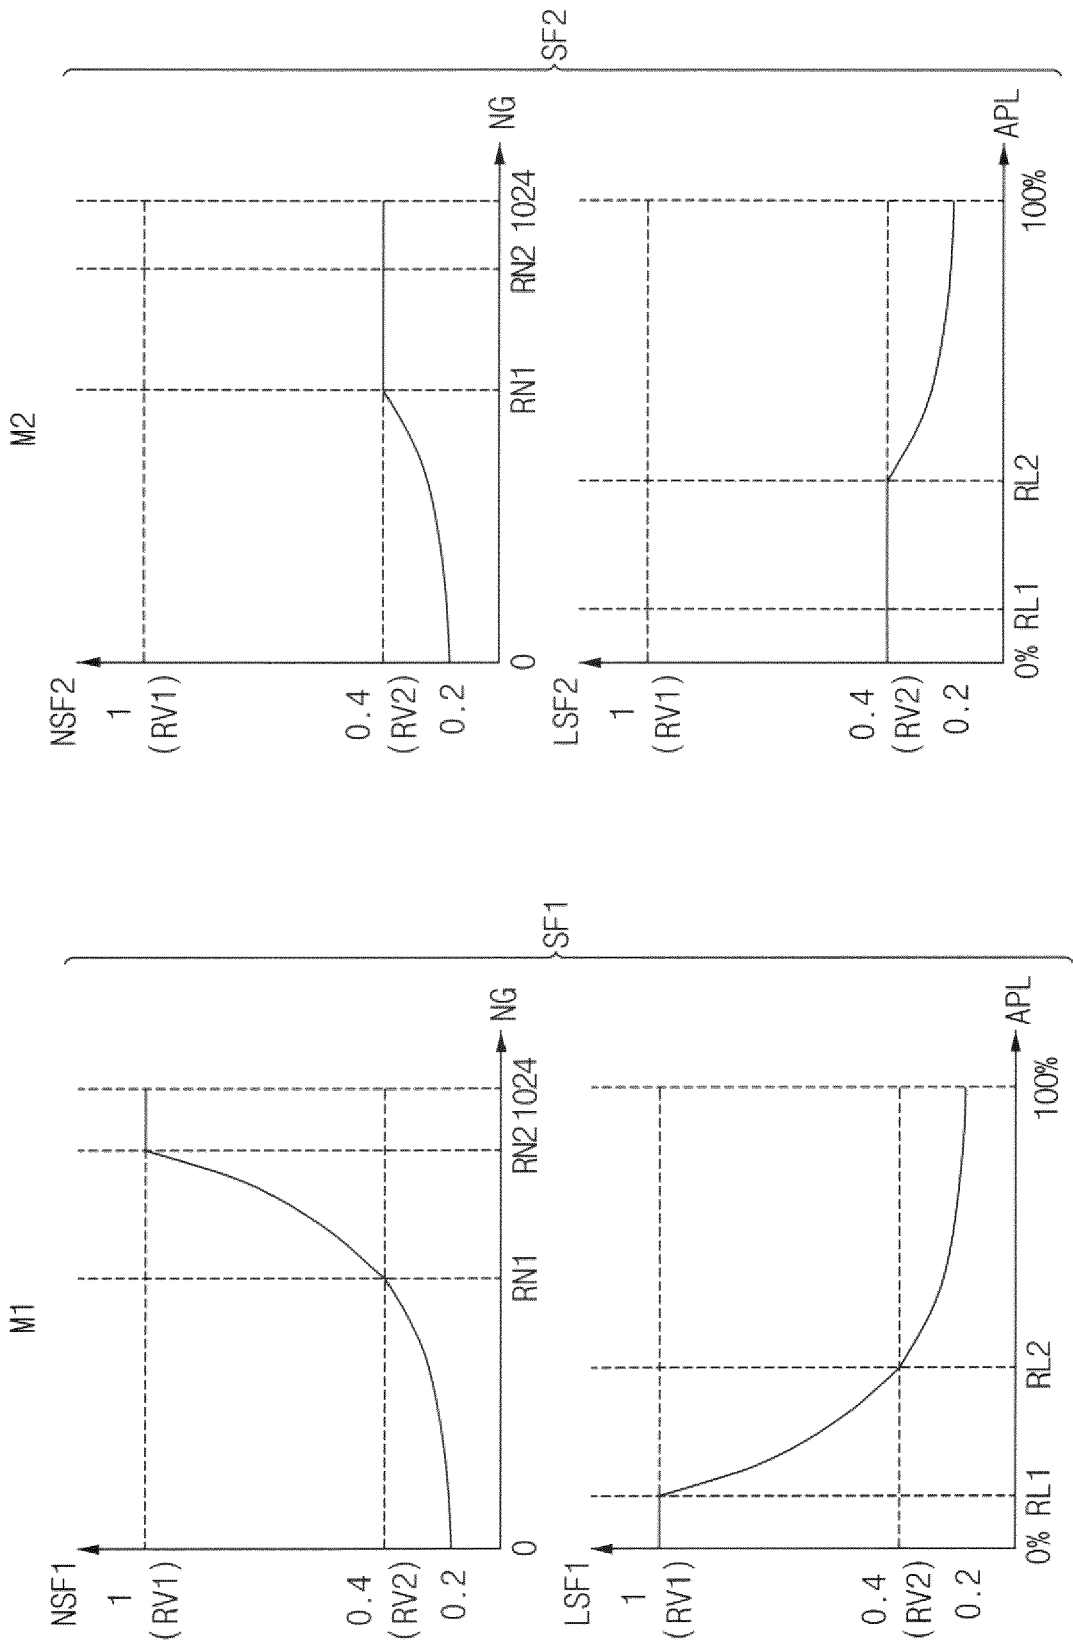 M1
NSF1
1
(RV1)
0.4
(RV2)
0.2
0
RN1
RN2
1024
NG
LSF1
1
(RV1)
0.4
(RV2)
0.2
0%
RL1
RL2
100%
APL
SF1
M2
NSF2
1
(RV1)
0.4
(RV2)
0.2
0
RN1
RN2
1024
NG
LSF2
1
(RV1)
0.4
(RV2)
0.2
0%
RL1
RL2
100%
APL
SF2